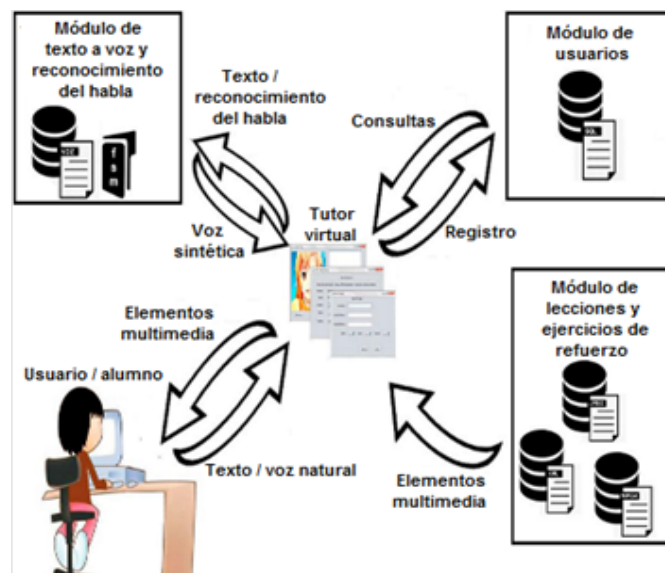 Módulo de
texto a voz y
reconocimiento
del habla
Texto /
reconocimiento
del habla
Voz
sintética
Módulo de
usuarios
Consultas
Registro
Tutor
virtual
Elementos
multimedia
Usuario / alumno
Texto / voz natural
Módulo de
lecciones y
ejercicios de
refuerzo
Elementos
multimedia